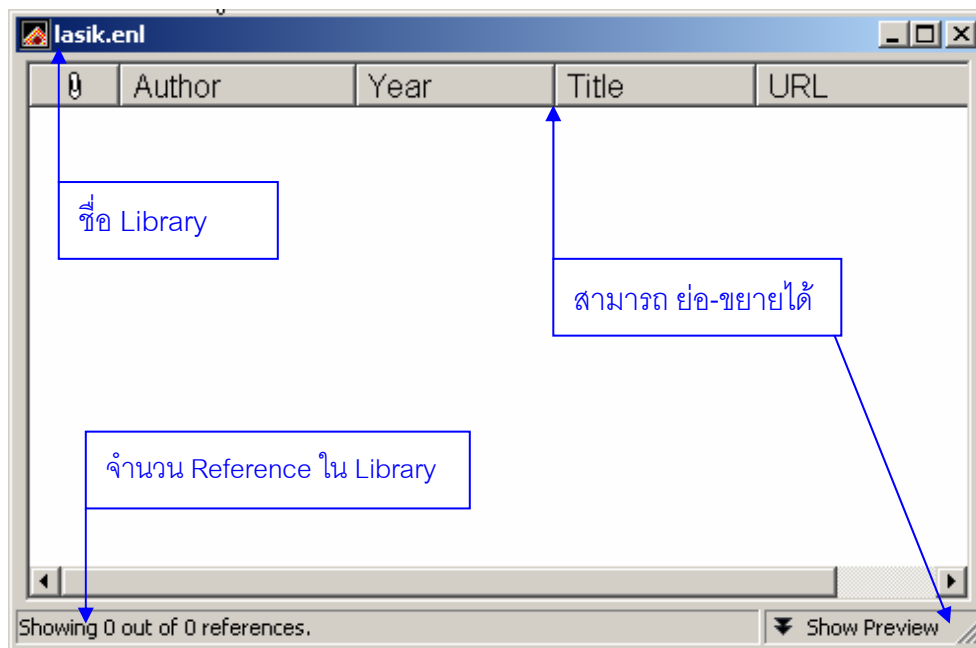 lasik.enl
Author Year Title URL
ชื่อ Library
สามารถ ย่อ-ขยายได้
จำนวน Reference ใน Library
Showing 0 out of 0 references.
Show Preview